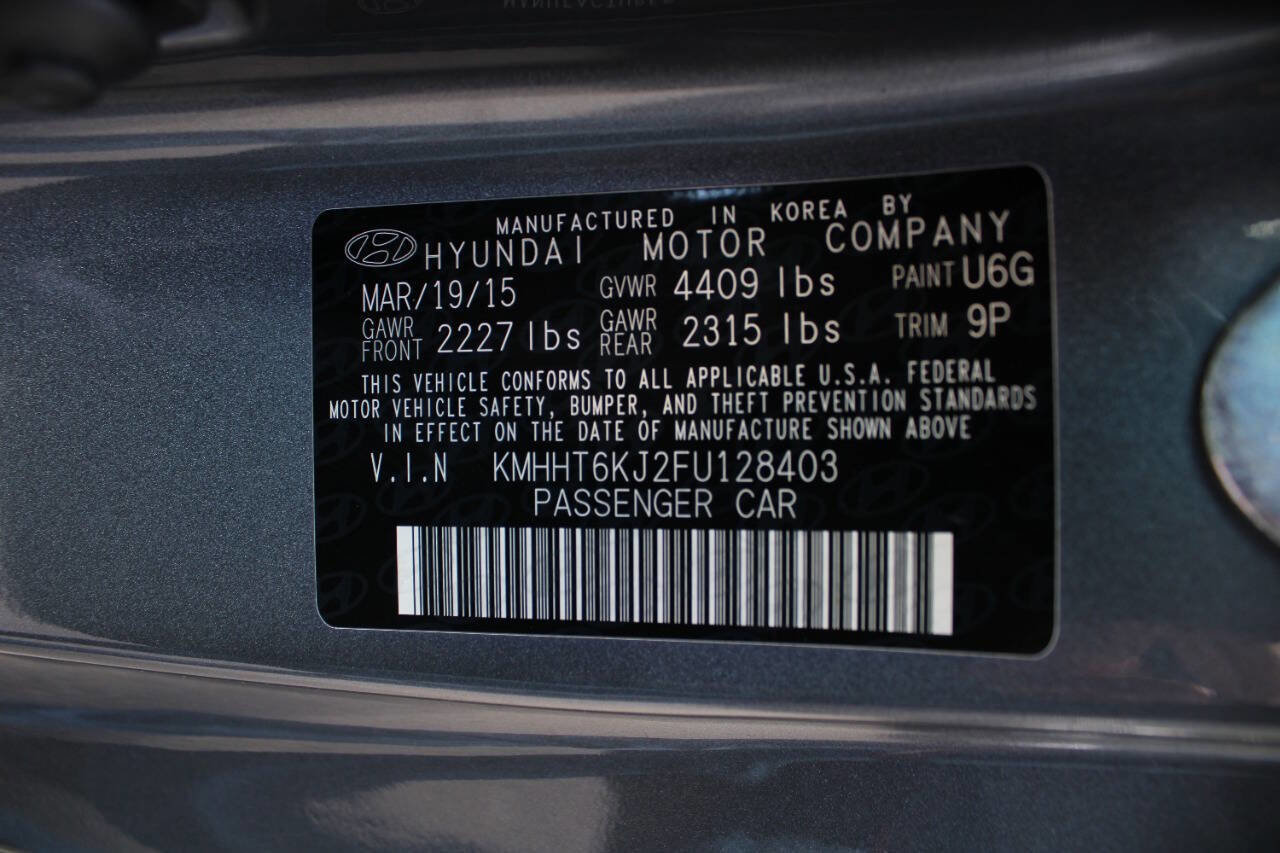 MANUFACTURED IN KOREA BY
HYUNDAI MOTOR COMPANY
MAR/19/15 GVWR 4409 lbs PAINT U6G
GAWR FRONT 2227 lbs GAWR REAR 2315 lbs TRIM 9P
THIS VEHICLE CONFORMS TO ALL APPLICABLE U.S.A. FEDERAL
MOTOR VEHICLE SAFETY, BUMPER, AND THEFT PREVENTION STANDARDS
IN EFFECT ON THE DATE OF MANUFACTURE SHOWN ABOVE
V.I.N KMHHT6KJ2FU128403
PASSENGER CAR